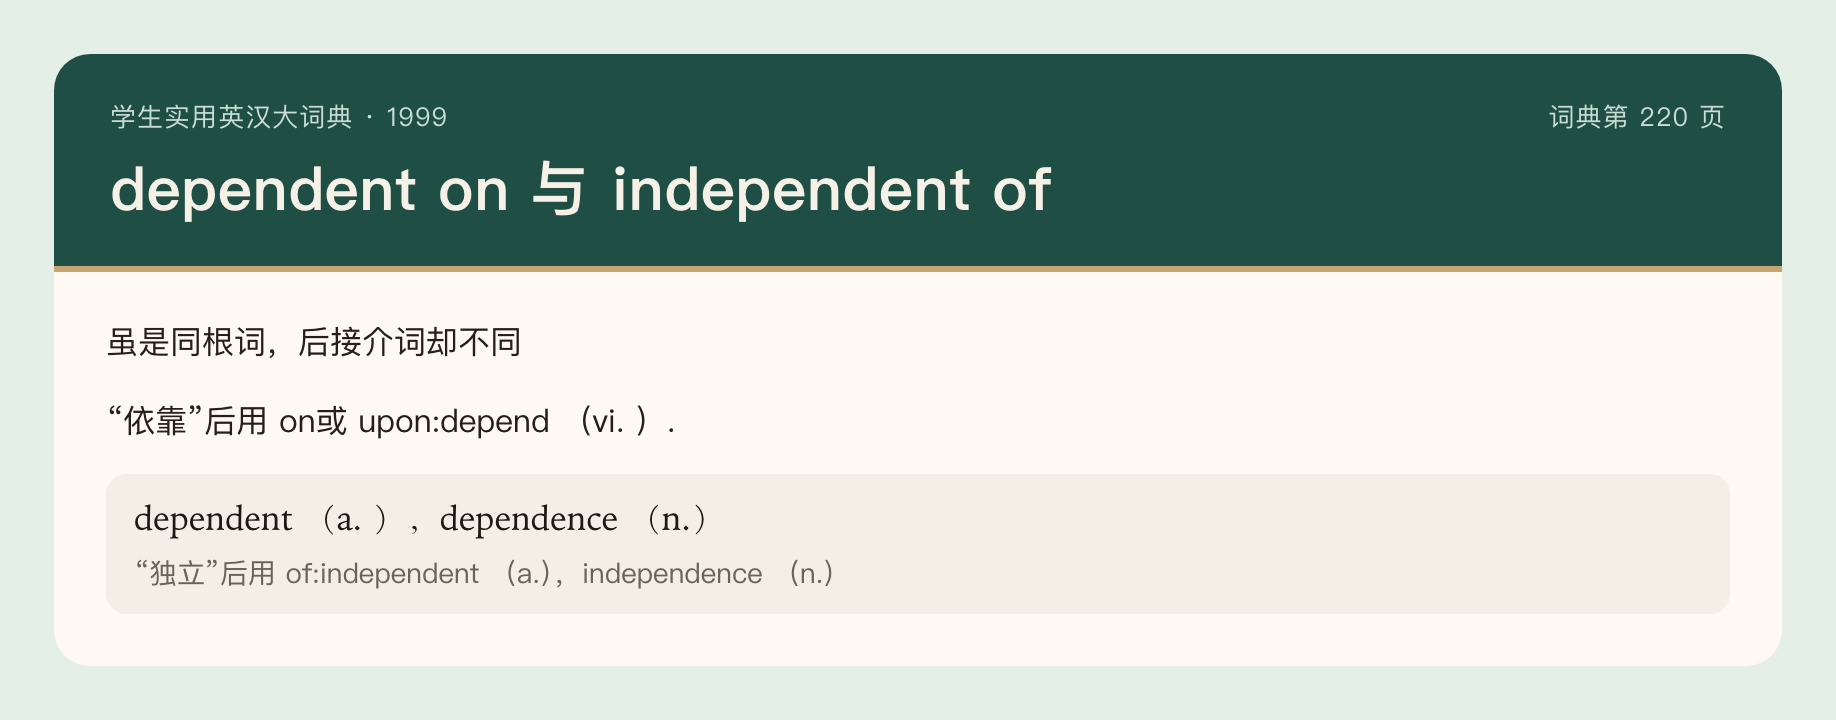 学生实用英汉大词典 · 1999
词典第 220 页
dependent on 与 independent of
虽是同根词，后接介词却不同
“依靠”后用 on或 upon:depend （vi. ）.
dependent （a. ）, dependence （n.）
“独立”后用 of:independent （a.），independence （n.）